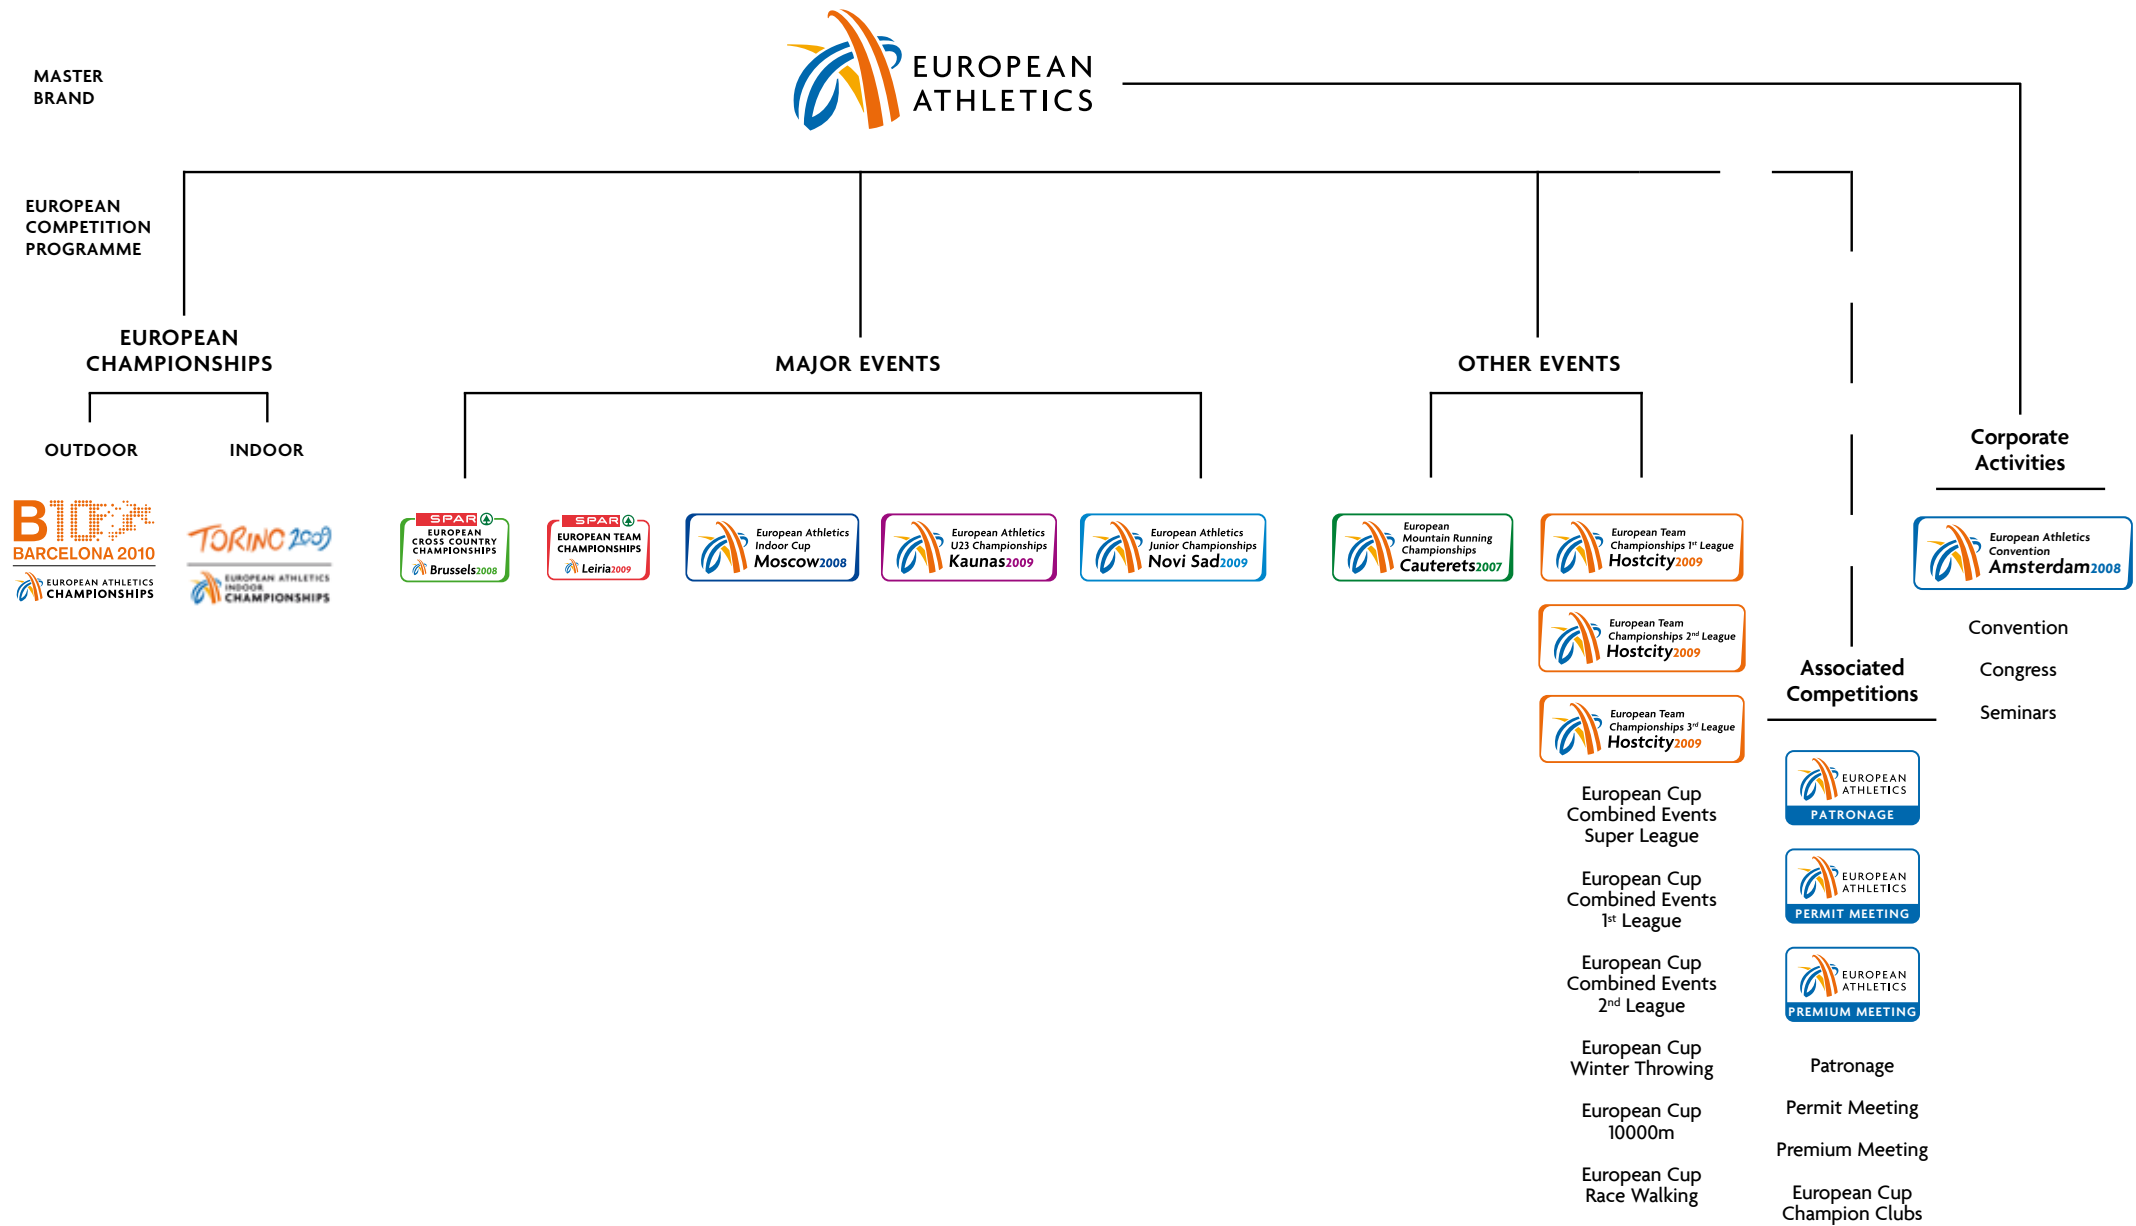 EUROPEAN
ATHLETICS
MASTER
BRAND
EUROPEAN
COMPETITION
PROGRAMME
EUROPEAN
CHAMPIONSHIPS
MAJOR EVENTS
OTHER EVENTS
OUTDOOR
INDOOR
B10
BARCELONA 2010
EUROPEAN ATHLETICS
CHAMPIONSHIPS
TORINO 2009
EUROPEAN ATHLETICS
INDOOR
CHAMPIONSHIPS
SPAR
EUROPEAN
CROSS COUNTRY
CHAMPIONSHIPS
Brussels2008
SPAR
EUROPEAN TEAM
CHAMPIONSHIPS
Leiria2009
European Athletics
Indoor Cup
Moscow2008
European Athletics
U23 Championships
Kaunas2009
European Athletics
Junior Championships
Novi Sad2009
European
Mountain Running
Championships
Cauterets2007
European Team
Championships 1st League
Hostcity2009
European Team
Championships 2nd League
Hostcity2009
European Team
Championships 3rd League
Hostcity2009
European Cup
Combined Events
Super League
European Cup
Combined Events
1st League
European Cup
Combined Events
2nd League
European Cup
Winter Throwing
European Cup
10000m
European Cup
Race Walking
Associated
Competitions
EUROPEAN
ATHLETICS
PATRONAGE
EUROPEAN
ATHLETICS
PERMIT MEETING
EUROPEAN
ATHLETICS
PREMIUM MEETING
Patronage
Permit Meeting
Premium Meeting
European Cup
Champion Clubs
Corporate
Activities
European Athletics
Convention
Amsterdam2008
Convention
Congress
Seminars